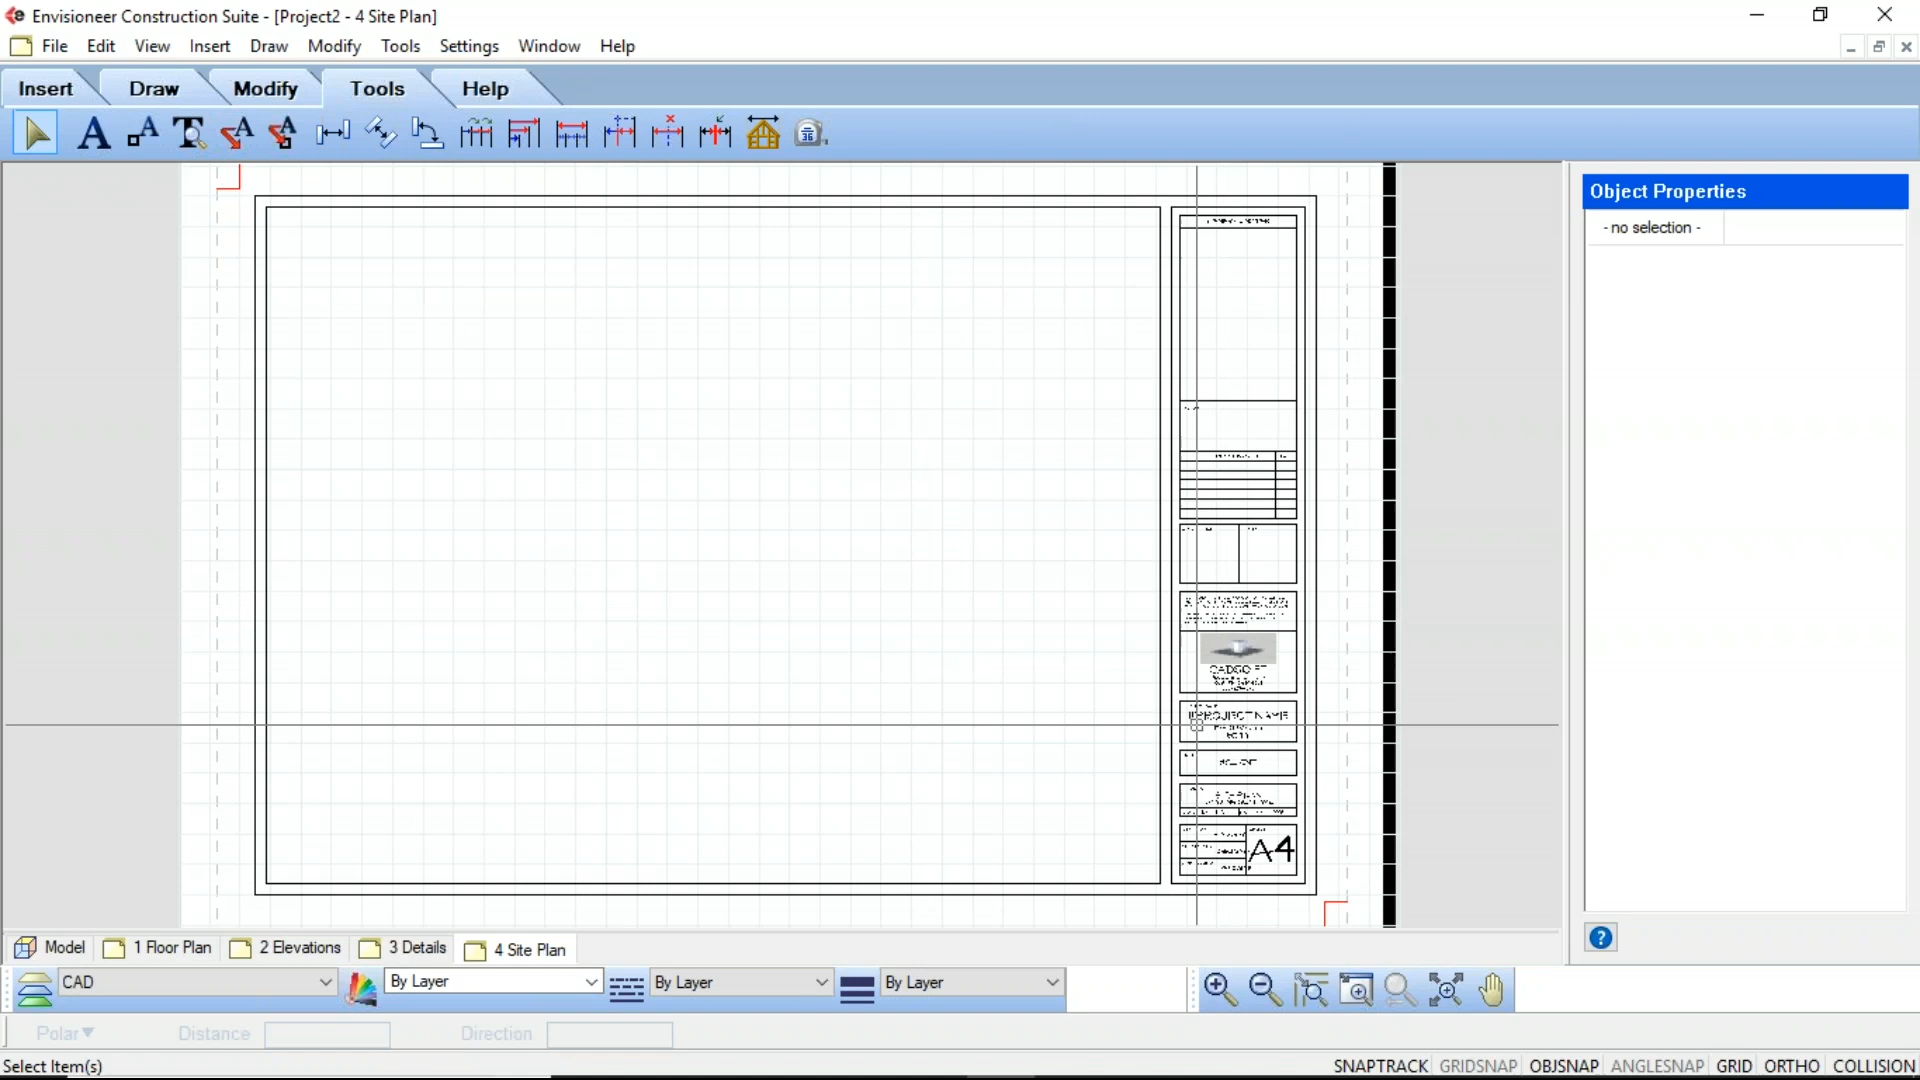 Envisioneer Construction Suite - [Project2 - 4 Site Plan]
File Edit View Insert Draw Modify Tools Settings Window Help
Insert Draw Modify Tools Help
Object Properties
- no selection -
PROJECT NAME
A4
Model 1 Floor Plan 2 Elevations 3 Details 4 Site Plan
CAD By Layer By Layer By Layer
Polar Distance Direction
Select Item(s) SNAPTRACK GRIDSNAP OBJSNAP ANGLESNAP GRID ORTHO COLLISION